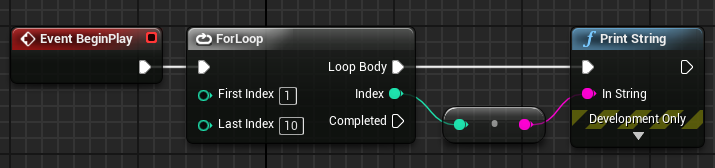 Event BeginPlay
ForLoop
First Index 1
Last Index 10
Loop Body
Index
Completed
Print String
In String
Development Only